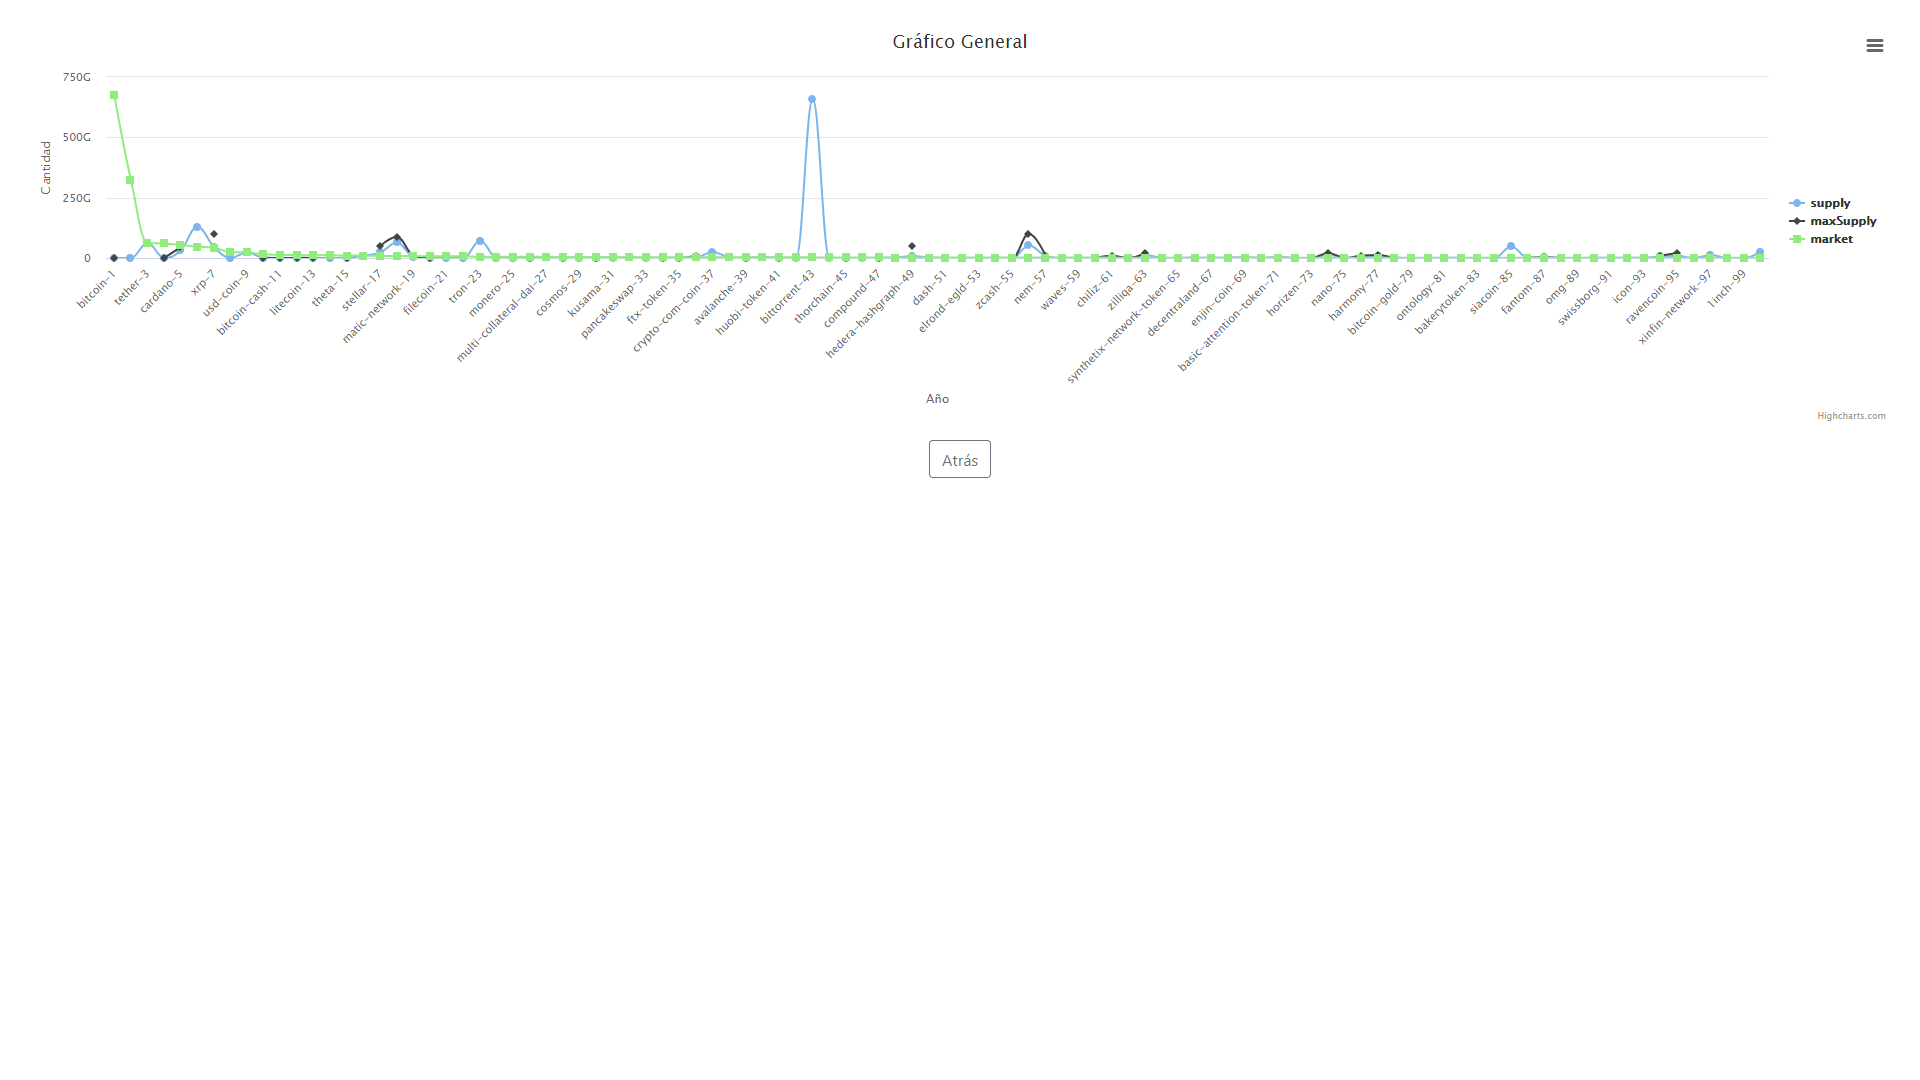 Gráfico General
750G
500G
250G
0
Cantidad
bitcoin-1
tether-3
cardano-5
xrp-7
usd-coin-9
bitcoin-cash-11
litecoin-13
theta-15
stellar-17
matic-network-19
filecoin-21
tron-23
monero-25
multi-collateral-dai-27
cosmos-29
kusama-31
pancakeswap-33
ftx-token-35
crypto-com-coin-37
avalanche-39
huobi-token-41
bittorrent-43
thorchain-45
compound-47
hedera-hashgraph-49
dash-51
elrond-egld-53
zcash-55
nem-57
waves-59
chiliz-61
zilliqa-63
synthetix-network-token-65
decentraland-67
enjin-coin-69
basic-attention-token-71
horizen-73
nano-75
harmony-77
bitcoin-gold-79
ontology-81
bakerytoken-83
siacoin-85
fantom-87
omg-89
swissborg-91
icon-93
ravencoin-95
xinfin-network-97
1inch-99
Año
supply
maxSupply
market
Highcharts.com
Atrás